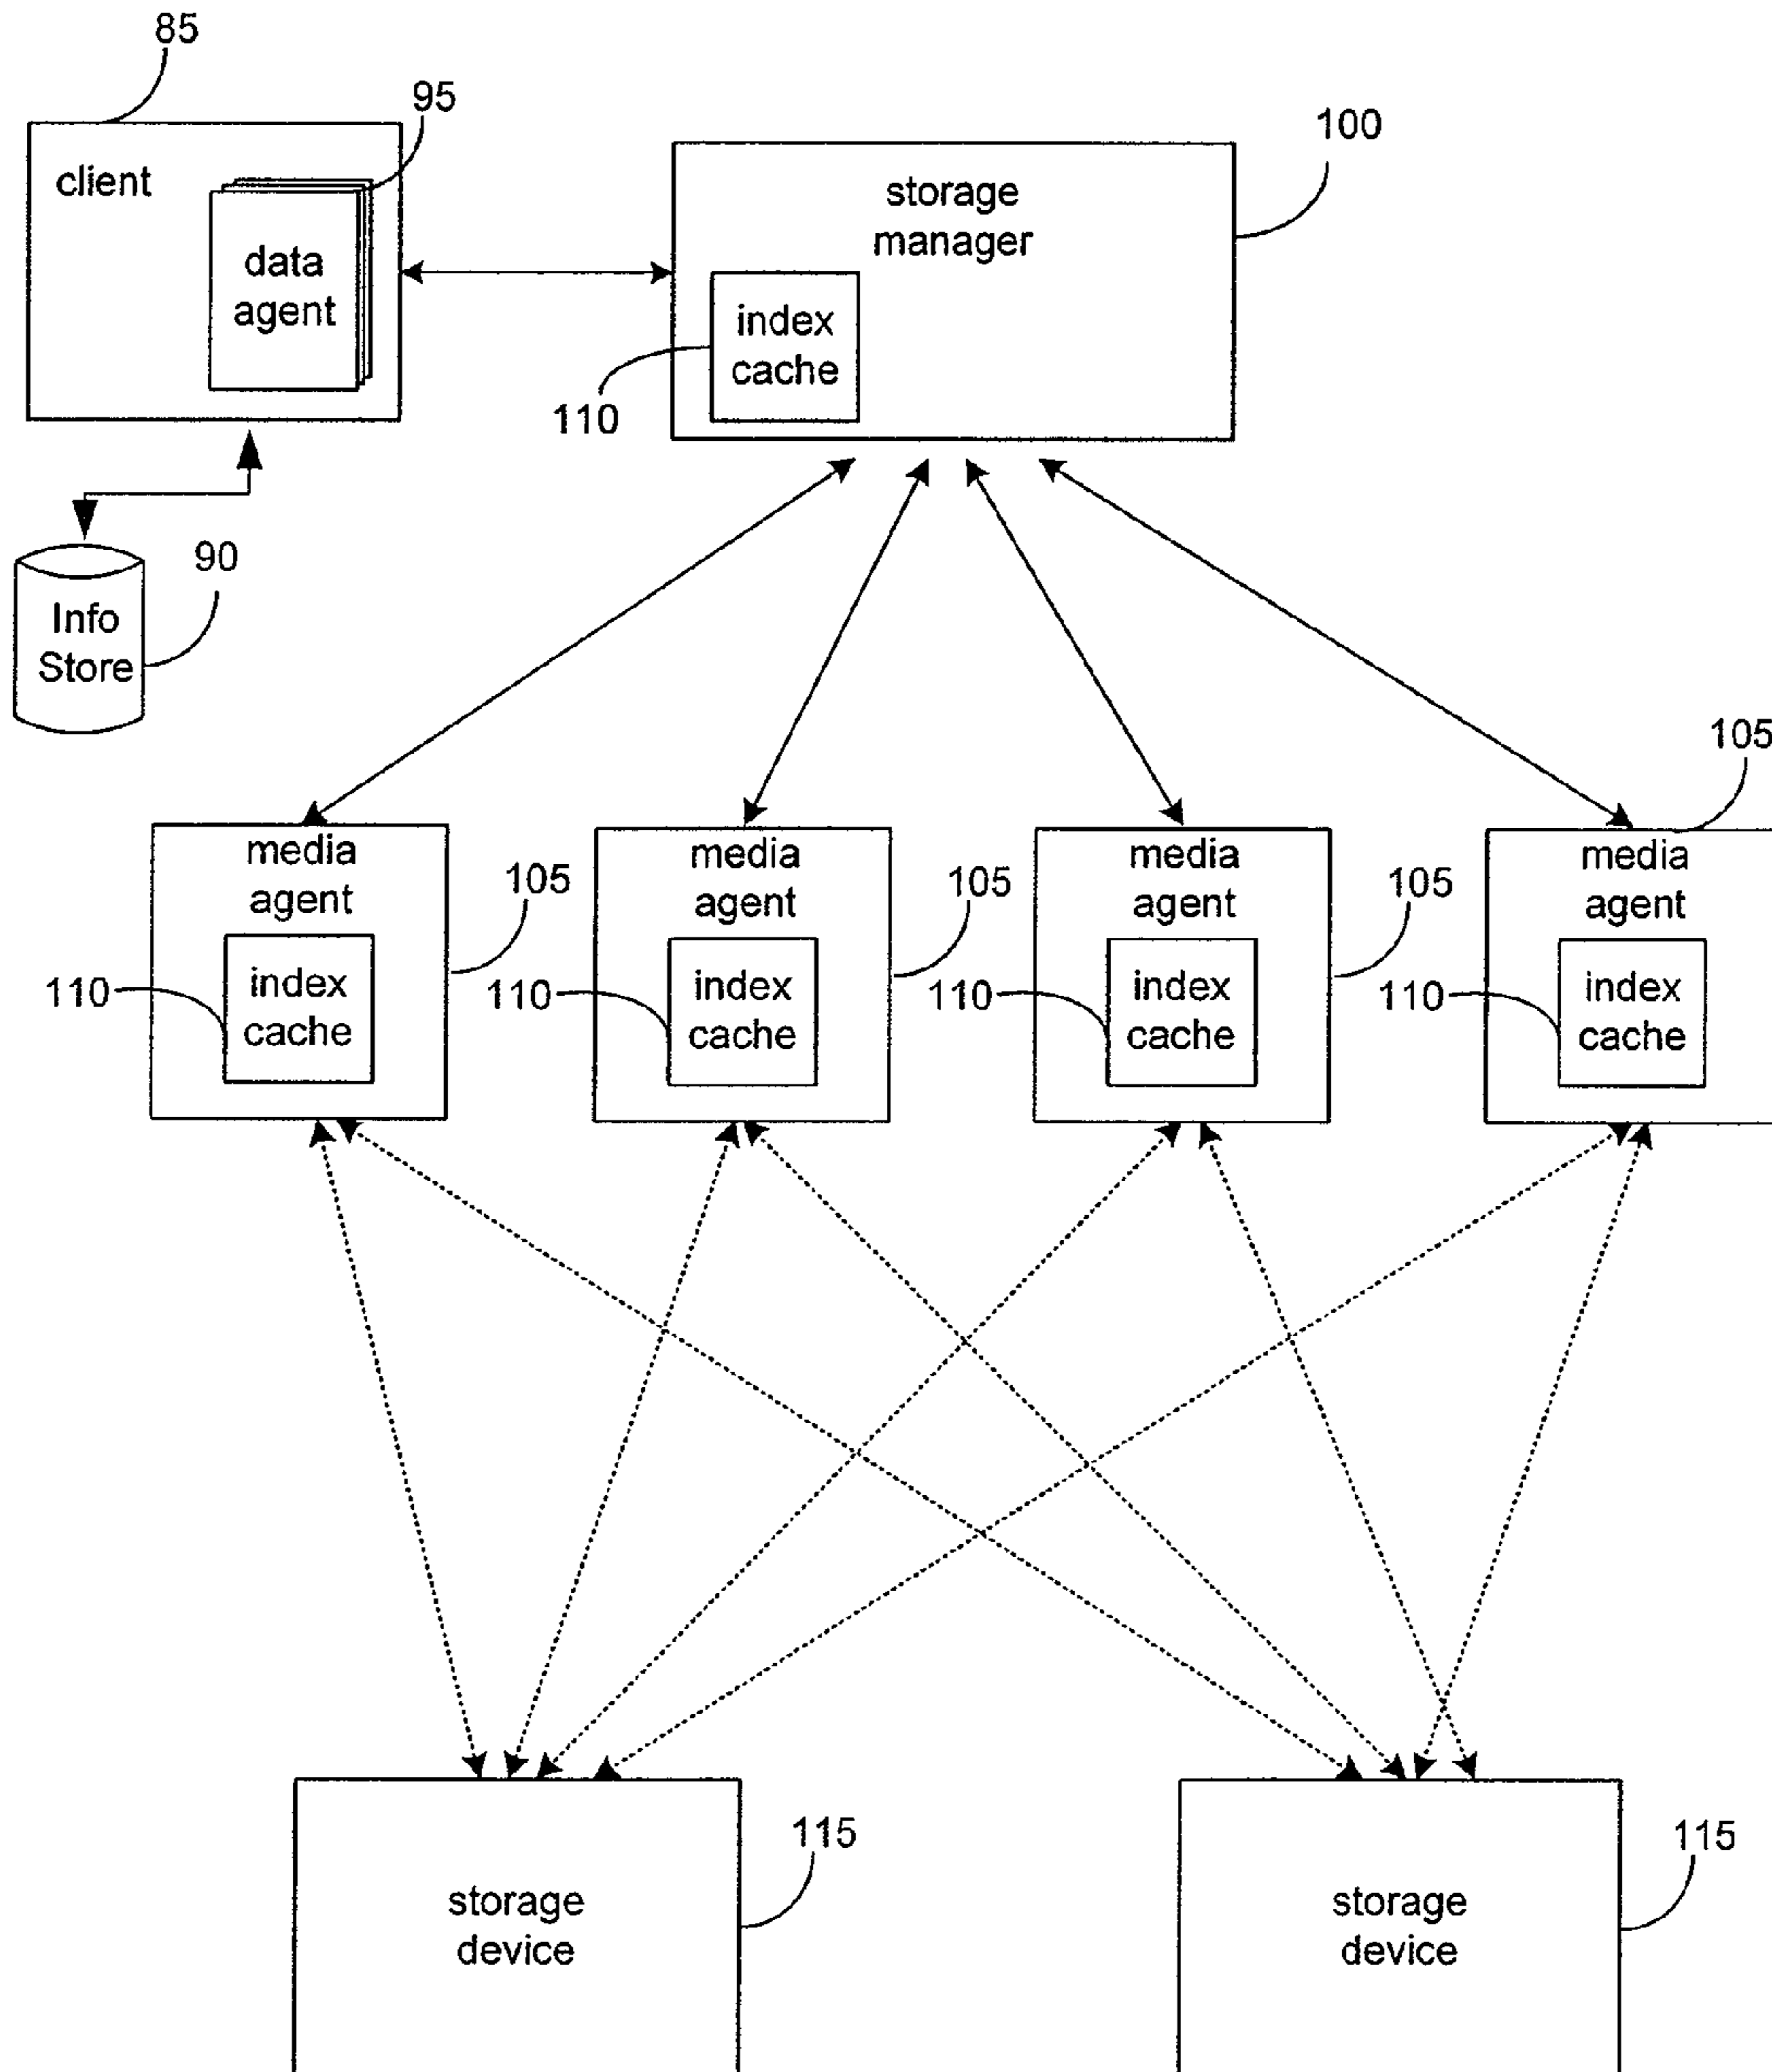 85
95
client
data
agent
100
storage
manager
index
cache
110
90
Info
Store
105
media
agent
105
index
cache
110
media
agent
105
index
cache
110
media
agent
105
index
cache
110
media
agent
index
cache
110
storage
device
115
storage
device
115